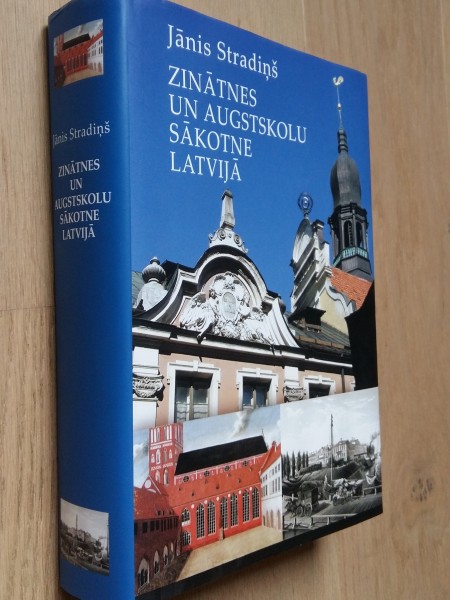 Jānis Stradiņš
ZINĀTNES
UN AUGSTSKOLU
SĀKOTNE
LATVIJĀ
Jānis Stradiņš
ZINĀTNES
UN
AUGSTSKOLU
SĀKOTNE
LATVIJĀ